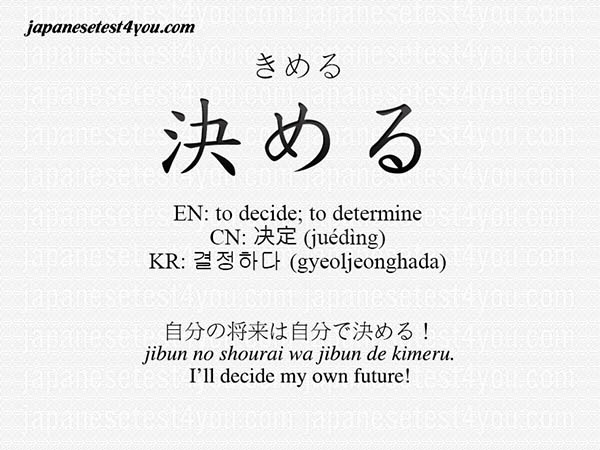 japanesetest4you.com
きめる
決める
EN: to decide; to determine
CN: 决定 (juédìng)
KR: 결정하다 (gyeoljeonghada)
自分の将来は自分で決める！
jibun no shourai wa jibun de kimeru.
I'll decide my own future!